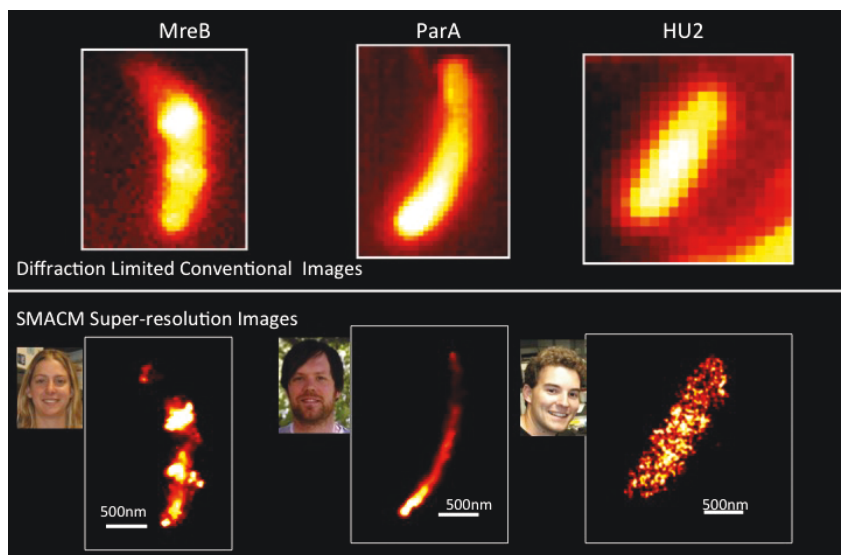 MreB
ParA
HU2
Diffraction Limited Conventional Images
SMACM Super-resolution Images
500nm
500nm
500nm